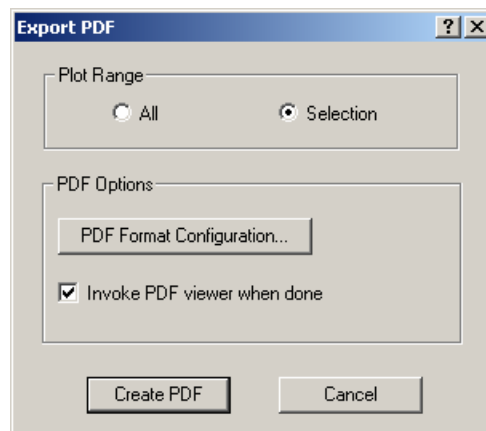 Export PDF
Plot Range
All
Selection
PDF Options
PDF Format Configuration...
Invoke PDF viewer when done
Create PDF
Cancel